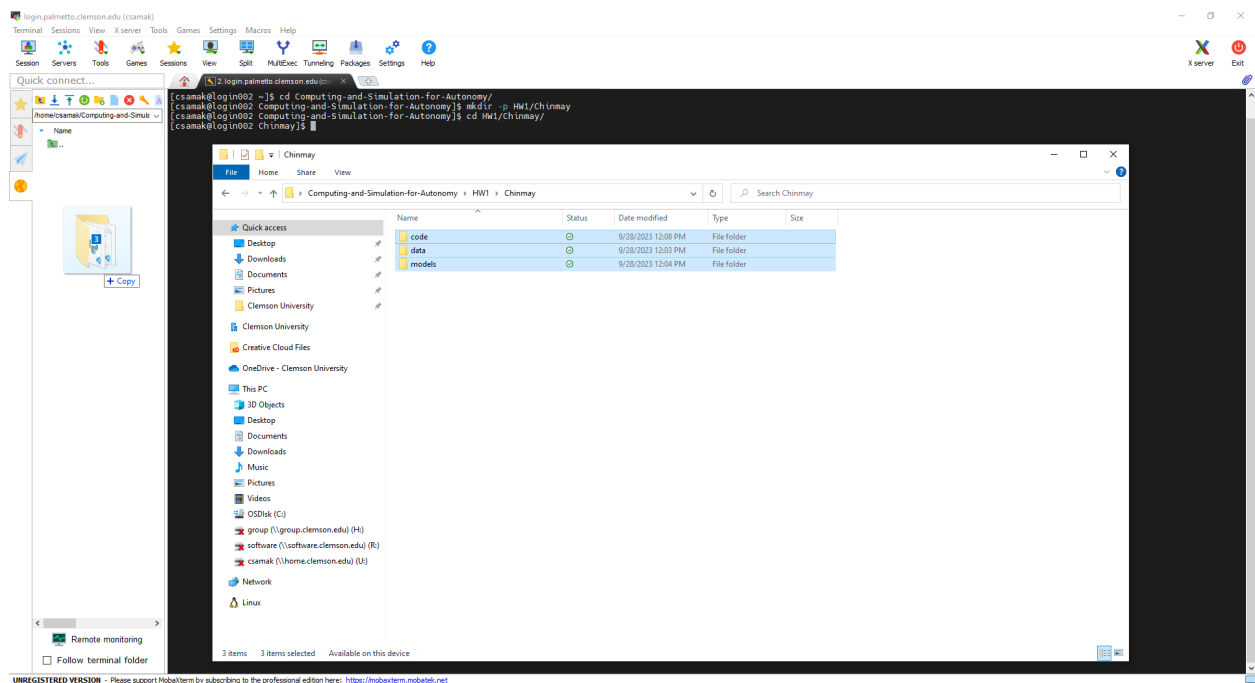 login.palmetto.clemson.edu (csamak)
Terminal Sessions View X server Tools Games Settings Macros Help
Session Servers Tools Games Sessions View Split MultiExec Tunneling Packages Settings Help X server Exit
Quick connect...
2. login.palmetto.clemson.edu (cs
/home/csamak/Computing-and-Simula
Name
..
[csamak@login002 ~]$ cd Computing-and-Simulation-for-Autonomy/
[csamak@login002 Computing-and-Simulation-for-Autonomy]$ mkdir -p HW1/Chinmay
[csamak@login002 Computing-and-Simulation-for-Autonomy]$ cd HW1/Chinmay/
[csamak@login002 Chinmay]$
3
+ Copy
Chinmay
File Home Share View
Computing-and-Simulation-for-Autonomy > HW1 > Chinmay
Search Chinmay
Name Status Date modified Type Size
code 9/28/2023 12:08 PM File folder
data 9/28/2023 12:03 PM File folder
models 9/28/2023 12:04 PM File folder
Quick access
Desktop
Downloads
Documents
Pictures
Clemson University
Clemson University
Creative Cloud Files
OneDrive - Clemson University
This PC
3D Objects
Desktop
Documents
Downloads
Music
Pictures
Videos
OSDisk (C:)
group (\\group.clemson.edu) (H:)
software (\\software.clemson.edu) (R:)
csamak (\\home.clemson.edu) (U:)
Network
Linux
3 items 3 items selected Available on this device
Remote monitoring
Follow terminal folder
UNREGISTERED VERSION - Please support MobaXterm by subscribing to the professional edition here: https://mobaxterm.mobatek.net